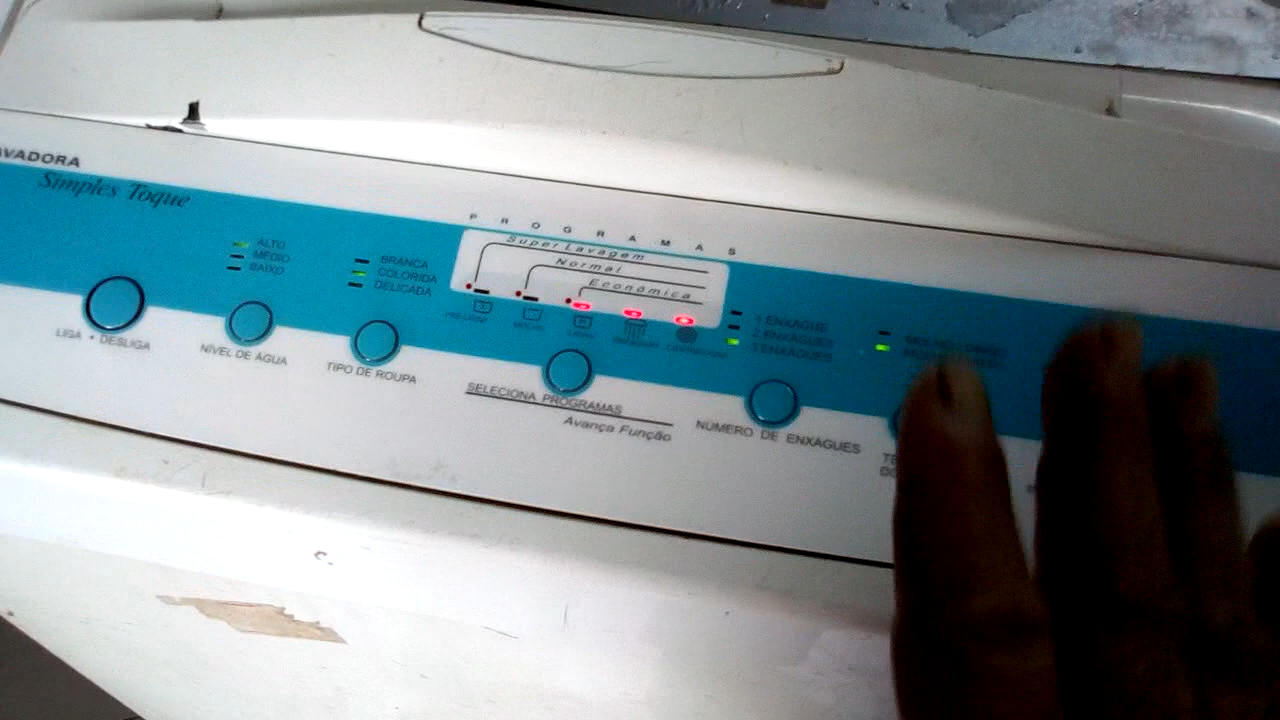 AVADORA
Simples Toque
PROGRAMAS
Super Lavagem
Normal
Econômica
ALTO
MÉDIO
BAIXO
BRANCA
COLORIDA
DELICADA
1 ENXAGUE
2 ENXAGUES
3 ENXAGUES
LIGA • DESLIGA
NÍVEL DE ÁGUA
TIPO DE ROUPA
SELECIONA PROGRAMAS
Avança Função
NÚMERO DE ENXAGUES